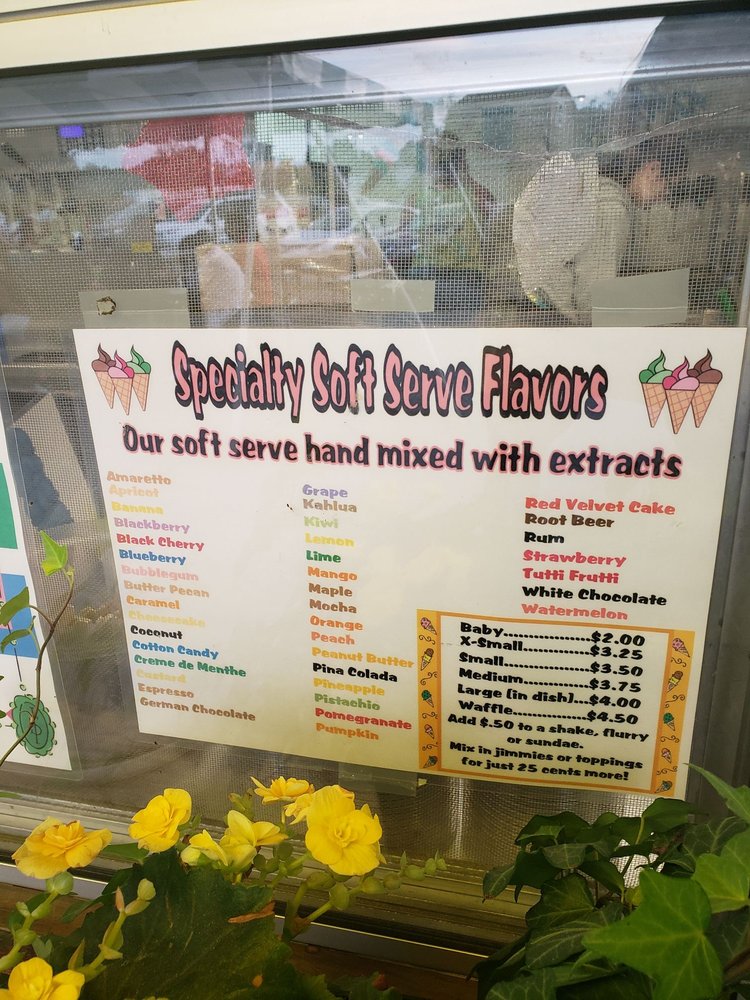 Specialty Soft Serve Flavors
Our soft serve hand mixed with extracts
Amaretto
Apricot
Banana
Blackberry
Black Cherry
Blueberry
Bubblegum
Butter Pecan
Caramel
Cheesecake
Coconut
Cotton Candy
Creme de Menthe
Custard
Espresso
German Chocolate
Grape
Kahlua
Kiwi
Lemon
Lime
Mango
Maple
Mocha
Orange
Peach
Peanut Butter
Pina Colada
Pineapple
Pistachio
Pomegranate
Pumpkin
Red Velvet Cake
Root Beer
Rum
Strawberry
Tutti Frutti
White Chocolate
Watermelon
Baby...................$2.00
X-Small...............$3.25
Small...................$3.50
Medium...............$3.75
Large (in dish)...$4.00
Waffle.................$4.50
Add $.50 to a shake, flurry
or sundae.
Mix in jimmies or toppings
for just 25 cents more!